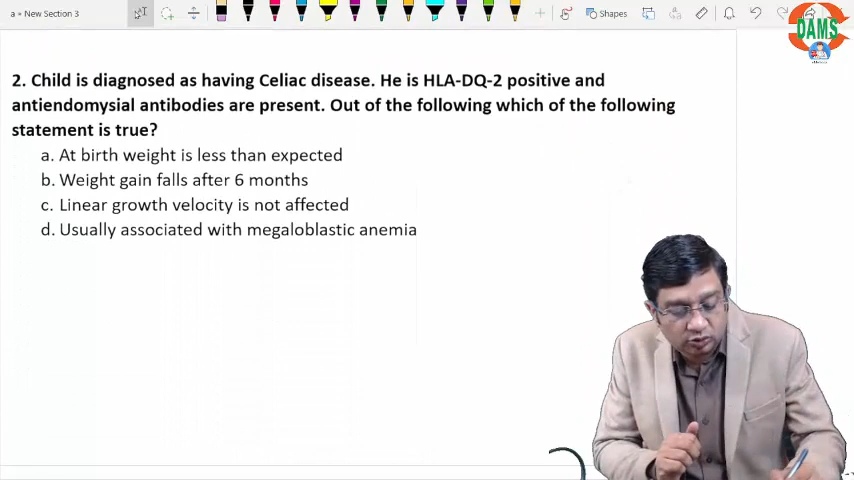 a = New Section 3
Shapes
DAMS
2. Child is diagnosed as having Celiac disease. He is HLA-DQ-2 positive and
antiendomysial antibodies are present. Out of the following which of the following
statement is true?
a. At birth weight is less than expected
b. Weight gain falls after 6 months
c. Linear growth velocity is not affected
d. Usually associated with megaloblastic anemia